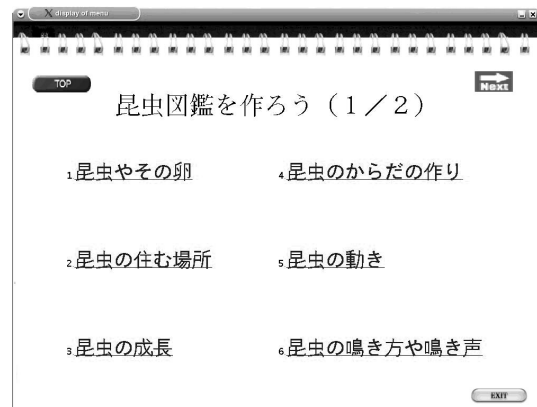 X display of menu
TOP
Next
昆虫図鑑を作ろう(1/2)
1 昆虫やその卵
4 昆虫のからだの作り
2 昆虫の住む場所
5 昆虫の動き
3 昆虫の成長
6 昆虫の鳴き方や鳴き声
EXIT